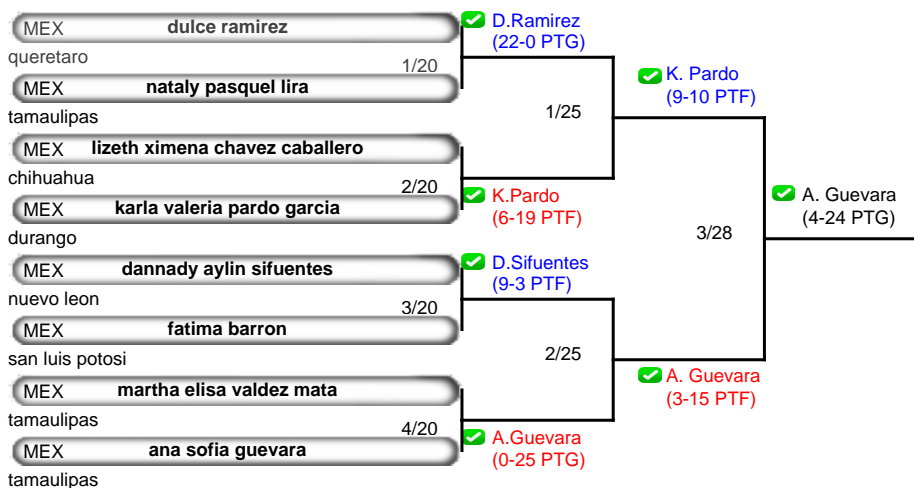 MEX dulce ramirez
queretaro
1/20
MEX nataly pasquel lira
tamaulipas
D.Ramirez
(22-0 PTG)
MEX lizeth ximena chavez caballero
chihuahua
2/20
MEX karla valeria pardo garcia
durango
K.Pardo
(6-19 PTF)
1/25
K. Pardo
(9-10 PTF)
MEX dannady aylin sifuentes
nuevo leon
3/20
MEX fatima barron
san luis potosi
D.Sifuentes
(9-3 PTF)
MEX martha elisa valdez mata
tamaulipas
4/20
MEX ana sofia guevara
tamaulipas
A.Guevara
(0-25 PTG)
2/25
A. Guevara
(3-15 PTF)
3/28
A. Guevara
(4-24 PTG)